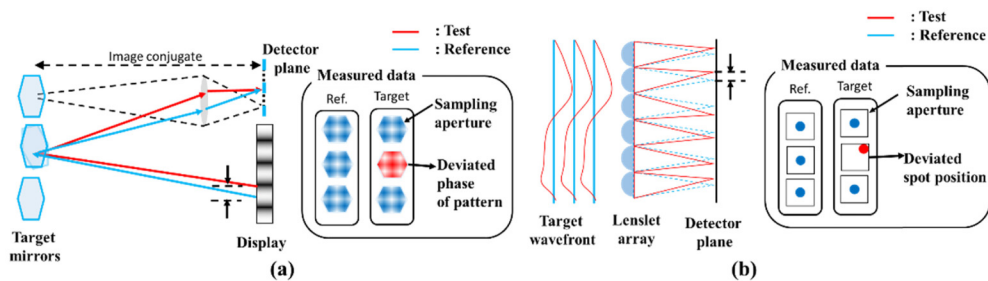 : Test
: Reference
Image conjugate
Detector
plane
Measured data
Ref.
Target
Sampling
aperture
Deviated
phase
of pattern
Target
mirrors
Display
(a)
: Test
: Reference
Measured data
Ref.
Target
Sampling
aperture
Deviated
spot position
Target
wavefront
Lenslet
array
Detector
plane
(b)